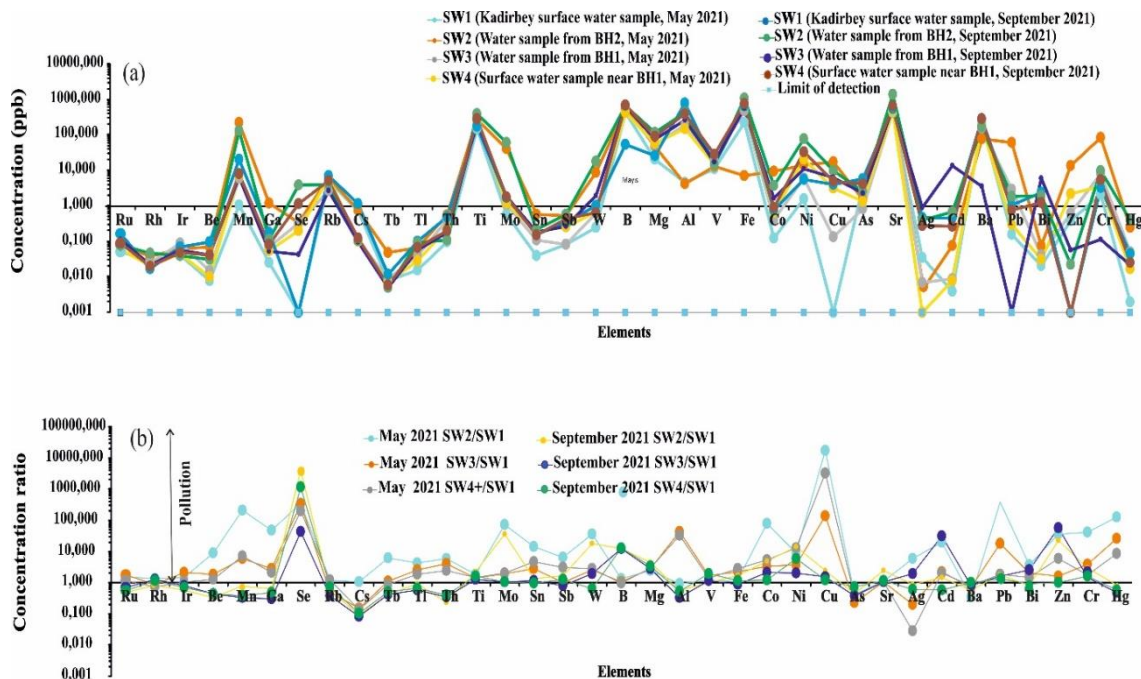 SW1 (Kadirbey surface water sample, May 2021)
SW2 (Water sample from BH2, May 2021)
SW3 (Water sample from BH1, May 2021)
SW4 (Surface water sample near BH1, May 2021)
SW1 (Kadirbey surface water sample, September 2021)
SW2 (Water sample from BH2, September 2021)
SW3 (Water sample from BH1, September 2021)
SW4 (Surface water sample near BH1, September 2021)
Limit of detection
(a)
Concentration (ppb)
10000,000
1000,000
100,000
10,000
1,000
0,100
0,010
0,001
Mays
Ru Rh Ir Be Mn Ga Se Rb Cs Tb Tl Th Ti Mo Sn Sb W B Mg Al V Fe Co Ni Cu As Sr Ag Cd Ba Pb Bi Zn Cr Hg
Elements
(b)
Concentration ratio
100000,000
10000,000
1000,000
100,000
10,000
1,000
0,100
0,010
0,001
Pollution
May 2021 SW2/SW1
May 2021 SW3/SW1
May 2021 SW4+/SW1
September 2021 SW2/SW1
September 2021 SW3/SW1
September 2021 SW4/SW1
Ru Rh Ir Be Mn Ga Se Rb Cs Tb Tl Th Ti Mo Sn Sb W B Mg Al V Fe Co Ni Cu As Sr Ag Cd Ba Pb Bi Zn Cr Hg
Elements